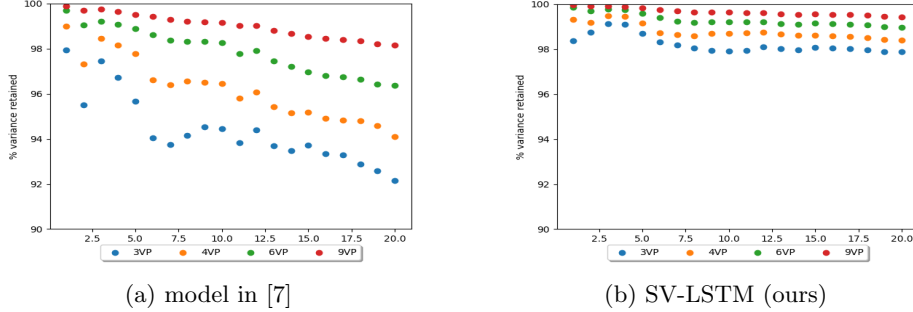 100
98
96
94
92
90
% variance retained
2.5 5.0 7.5 10.0 12.5 15.0 17.5 20.0
3VP 4VP 6VP 9VP
(a) model in [7]
100
98
96
94
92
90
% variance retained
2.5 5.0 7.5 10.0 12.5 15.0 17.5 20.0
3VP 4VP 6VP 9VP
(b) SV-LSTM (ours)